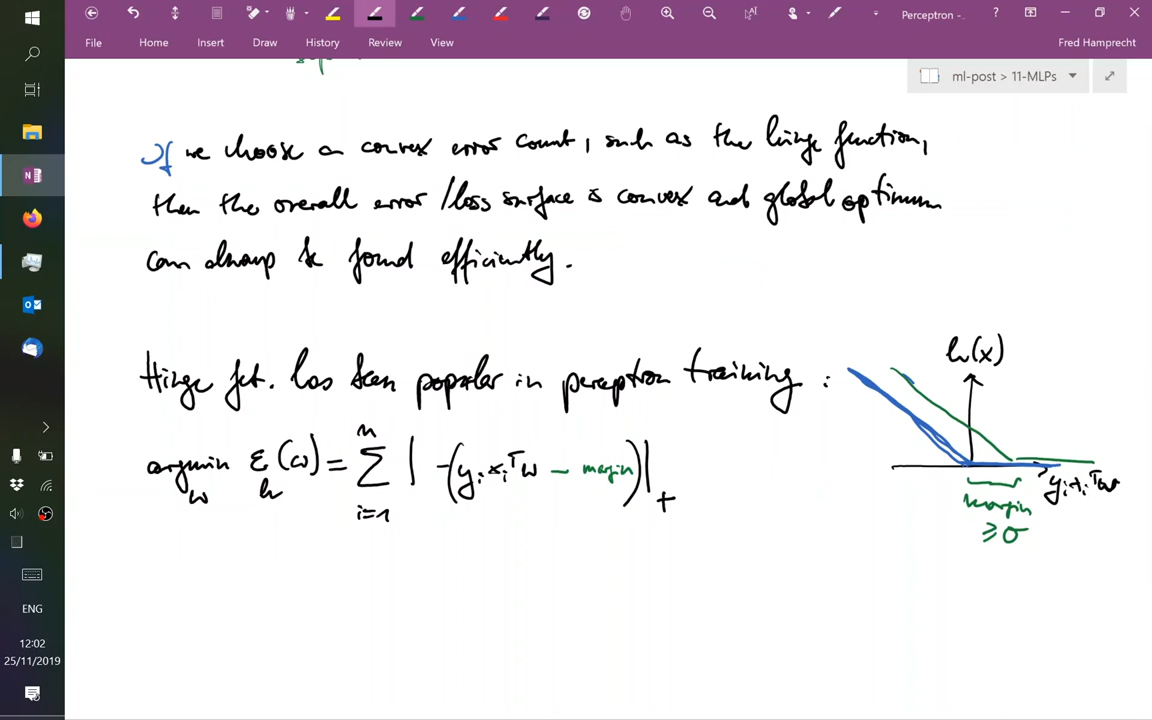 Perceptron -..
File Home Insert Draw History Review View
Fred Hamprecht
ml-post > 11-MLPs
If we choose a convex error count, such as the hinge function,
then the overall error/loss surface is convex and global optimum
can always be found efficiently.
Hinge fct. has been popular in perceptron training :
argmin_w ε_h (w) = Σ_{i=1}^n | -(y_i x_i^T w - margin)|_+
h(x)
y_i x_i^T w
margin
≥ 0
ENG
12:02
25/11/2019